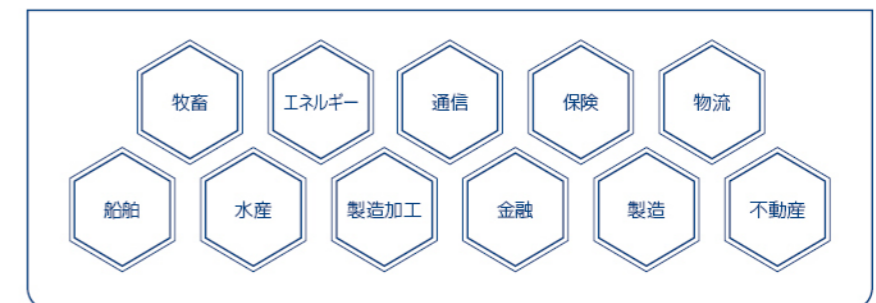 牧畜 エネルギー 通信 保険 物流
船舶 水産 製造加工 金融 製造 不動産